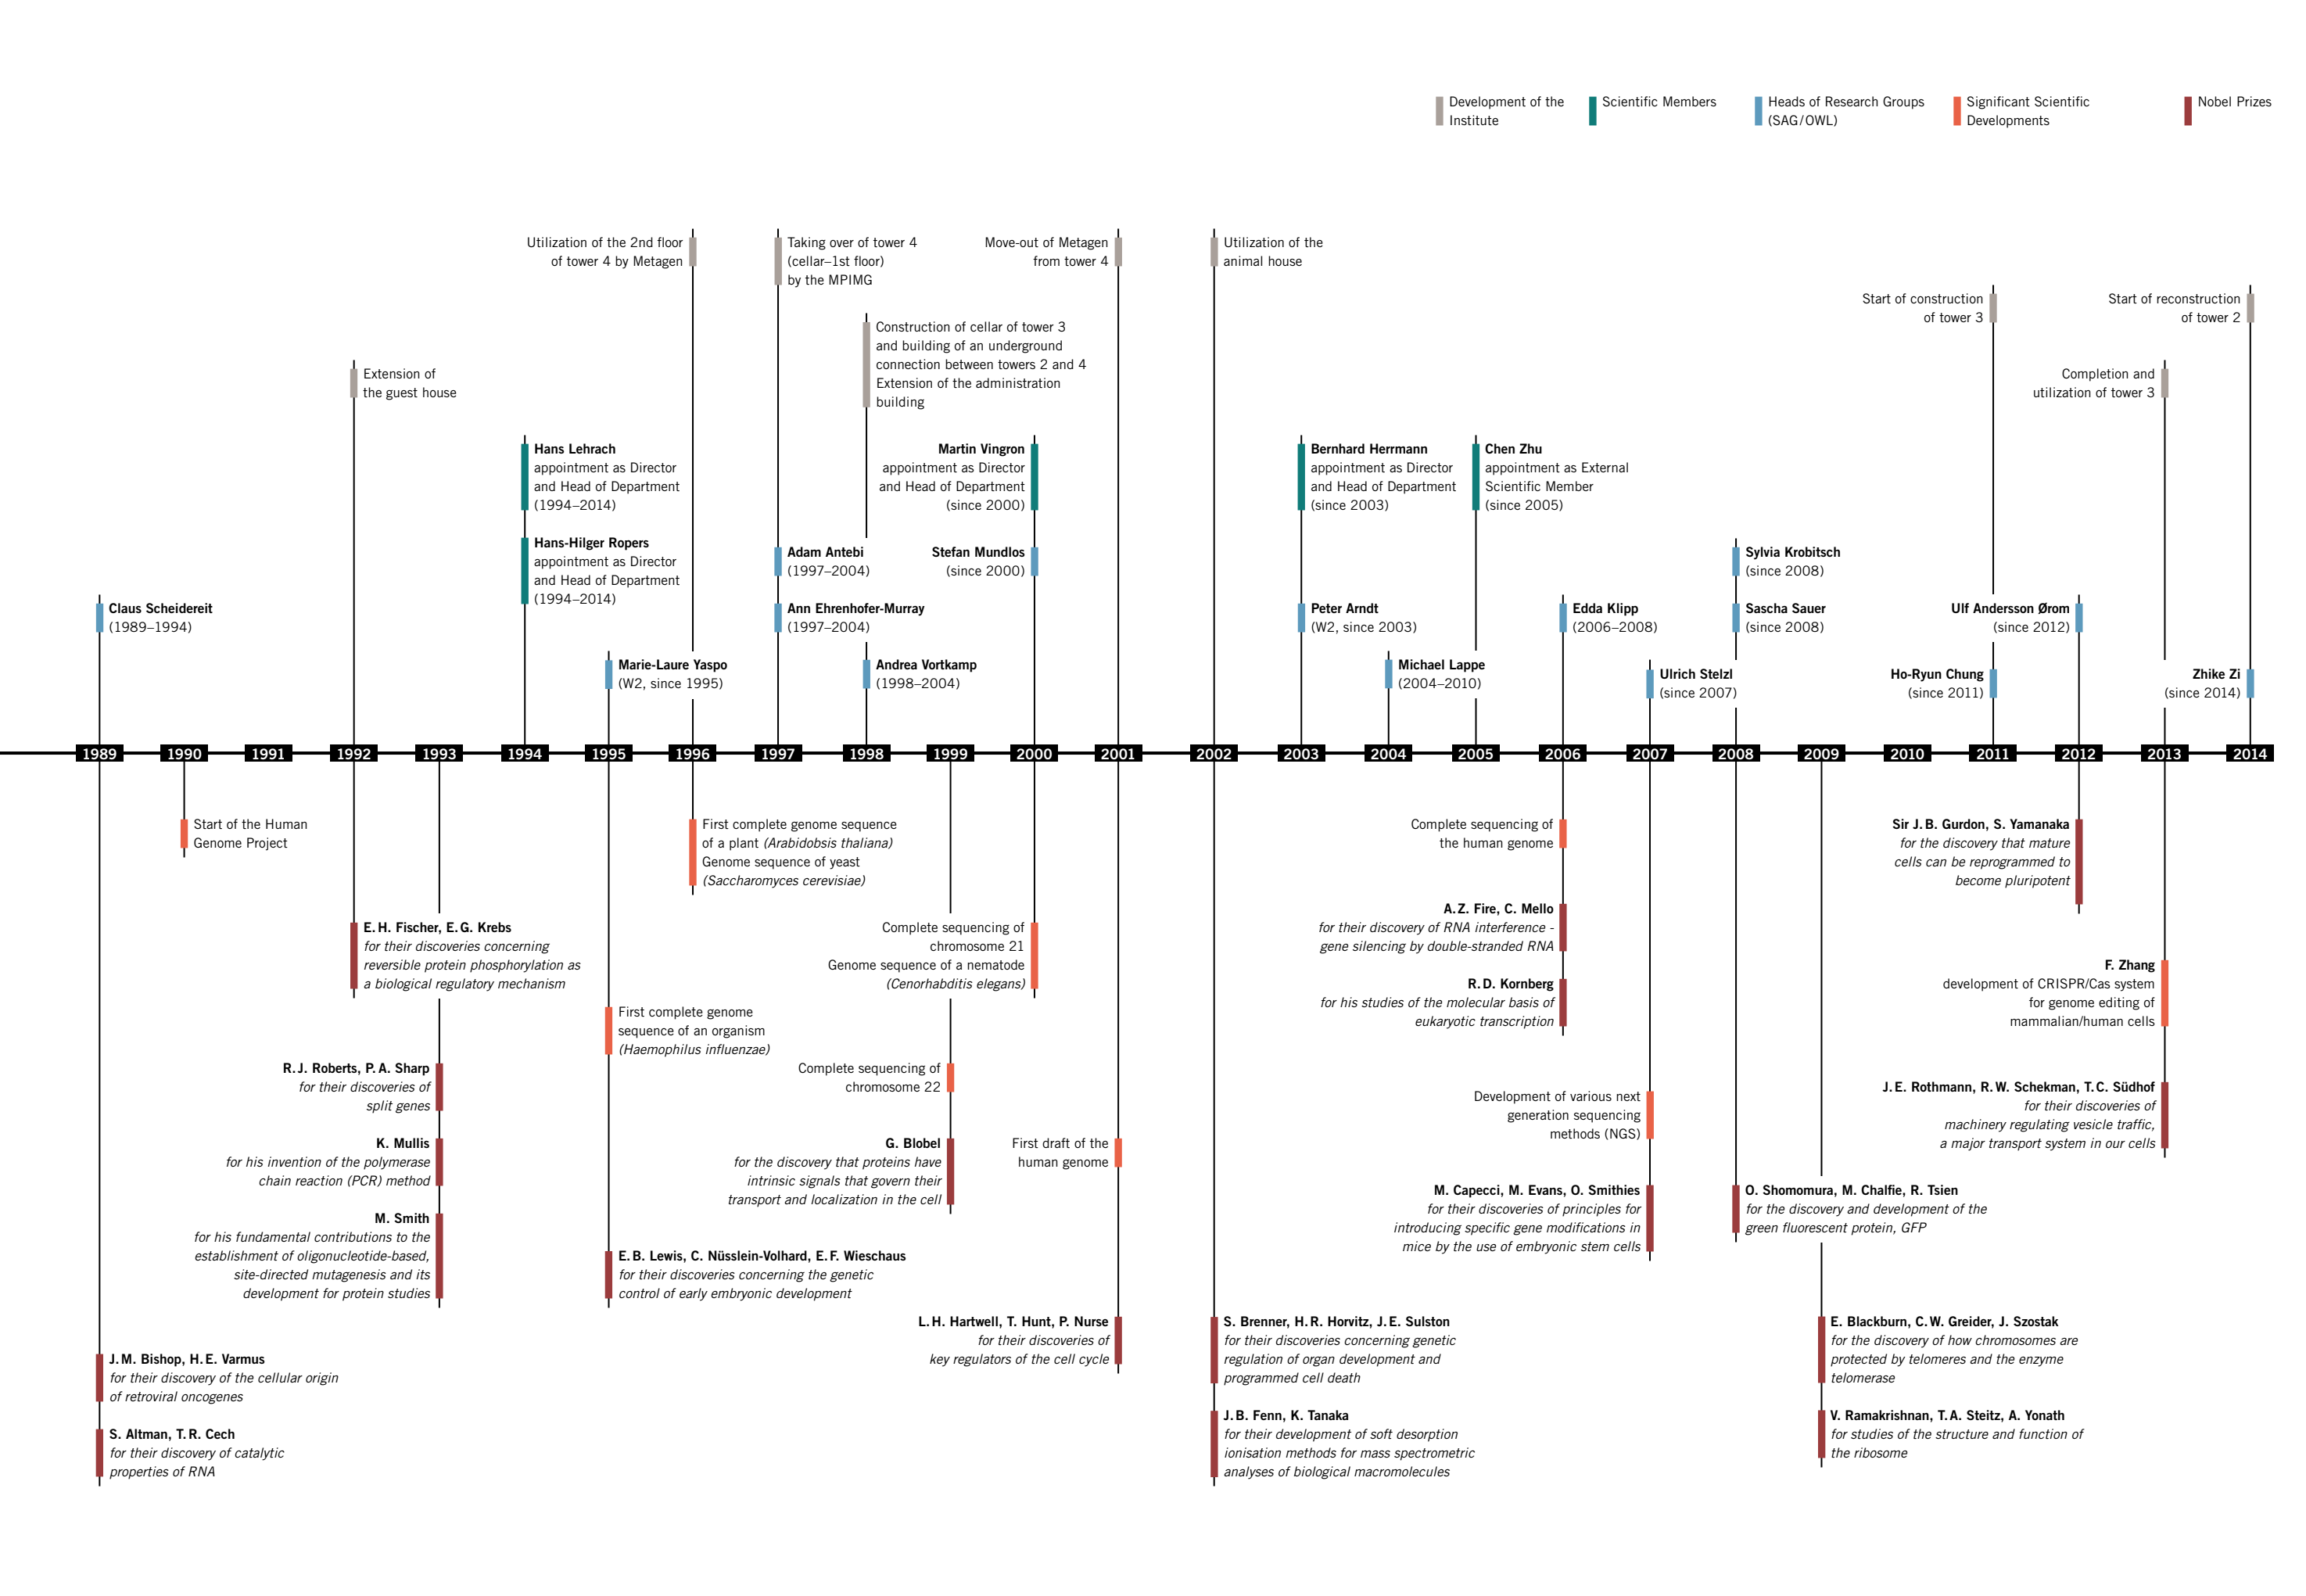 Development of the
Institute
Scientific Members
Heads of Research Groups
(SAG/OWL)
Significant Scientific
Developments
Nobel Prizes
Utilization of the 2nd floor
of tower 4 by Metagen
Taking over of tower 4
(cellar–1st floor)
by the MPIMG
Move-out of Metagen
from tower 4
Utilization of the
animal house
Start of construction
of tower 3
Start of reconstruction
of tower 2
Construction of cellar of tower 3
and building of an underground
connection between towers 2 and 4
Extension of the administration
building
Extension of
the guest house
Completion and
utilization of tower 3
Hans Lehrach
appointment as Director
and Head of Department
(1994–2014)
Martin Vingron
appointment as Director
and Head of Department
(since 2000)
Bernhard Herrmann
appointment as Director
and Head of Department
(since 2003)
Chen Zhu
appointment as External
Scientific Member
(since 2005)
Hans-Hilger Ropers
appointment as Director
and Head of Department
(1994–2014)
Adam Antebi
(1997–2004)
Stefan Mundlos
(since 2000)
Sylvia Krobitsch
(since 2008)
Claus Scheidereit
(1989–1994)
Ann Ehrenhofer-Murray
(1997–2004)
Peter Arndt
(W2, since 2003)
Edda Klipp
(2006–2008)
Sascha Sauer
(since 2008)
Ulf Andersson Ørom
(since 2012)
Marie-Laure Yaspo
(W2, since 1995)
Andrea Vortkamp
(1998–2004)
Michael Lappe
(2004–2010)
Ulrich Stelzl
(since 2007)
Ho-Ryun Chung
(since 2011)
Zhike Zi
(since 2014)
1989 1990 1991 1992 1993 1994 1995 1996 1997 1998 1999 2000 2001 2002 2003 2004 2005 2006 2007 2008 2009 2010 2011 2012 2013 2014
Start of the Human
Genome Project
First complete genome sequence
of a plant (Arabidobsis thaliana)
Genome sequence of yeast
(Saccharomyces cerevisiae)
Complete sequencing of
the human genome
Sir J.B. Gurdon, S. Yamanaka
for the discovery that mature
cells can be reprogrammed to
become pluripotent
E.H. Fischer, E.G. Krebs
for their discoveries concerning
reversible protein phosphorylation as
a biological regulatory mechanism
Complete sequencing of
chromosome 21
Genome sequence of a nematode
(Cenorhabditis elegans)
A.Z. Fire, C. Mello
for their discovery of RNA interference -
gene silencing by double-stranded RNA
R.D. Kornberg
for his studies of the molecular basis of
eukaryotic transcription
F. Zhang
development of CRISPR/Cas system
for genome editing of
mammalian/human cells
First complete genome
sequence of an organism
(Haemophilus influenzae)
R.J. Roberts, P.A. Sharp
for their discoveries of
split genes
Complete sequencing of
chromosome 22
Development of various next
generation sequencing
methods (NGS)
J.E. Rothmann, R.W. Schekman, T.C. Südhof
for their discoveries of
machinery regulating vesicle traffic,
a major transport system in our cells
K. Mullis
for his invention of the polymerase
chain reaction (PCR) method
G. Blobel
for the discovery that proteins have
intrinsic signals that govern their
transport and localization in the cell
First draft of the
human genome
M. Capecci, M. Evans, O. Smithies
for their discoveries of principles for
introducing specific gene modifications in
mice by the use of embryonic stem cells
O. Shomomura, M. Chalfie, R. Tsien
for the discovery and development of the
green fluorescent protein, GFP
M. Smith
for his fundamental contributions to the
establishment of oligonucleotide-based,
site-directed mutagenesis and its
development for protein studies
E.B. Lewis, C. Nüsslein-Volhard, E.F. Wieschaus
for their discoveries concerning the genetic
control of early embryonic development
L.H. Hartwell, T. Hunt, P. Nurse
for their discoveries of
key regulators of the cell cycle
S. Brenner, H.R. Horvitz, J.E. Sulston
for their discoveries concerning genetic
regulation of organ development and
programmed cell death
E. Blackburn, C.W. Greider, J. Szostak
for the discovery of how chromosomes are
protected by telomeres and the enzyme
telomerase
J.M. Bishop, H.E. Varmus
for their discovery of the cellular origin
of retroviral oncogenes
J.B. Fenn, K. Tanaka
for their development of soft desorption
ionisation methods for mass spectrometric
analyses of biological macromolecules
V. Ramakrishnan, T.A. Steitz, A. Yonath
for studies of the structure and function of
the ribosome
S. Altman, T.R. Cech
for their discovery of catalytic
properties of RNA